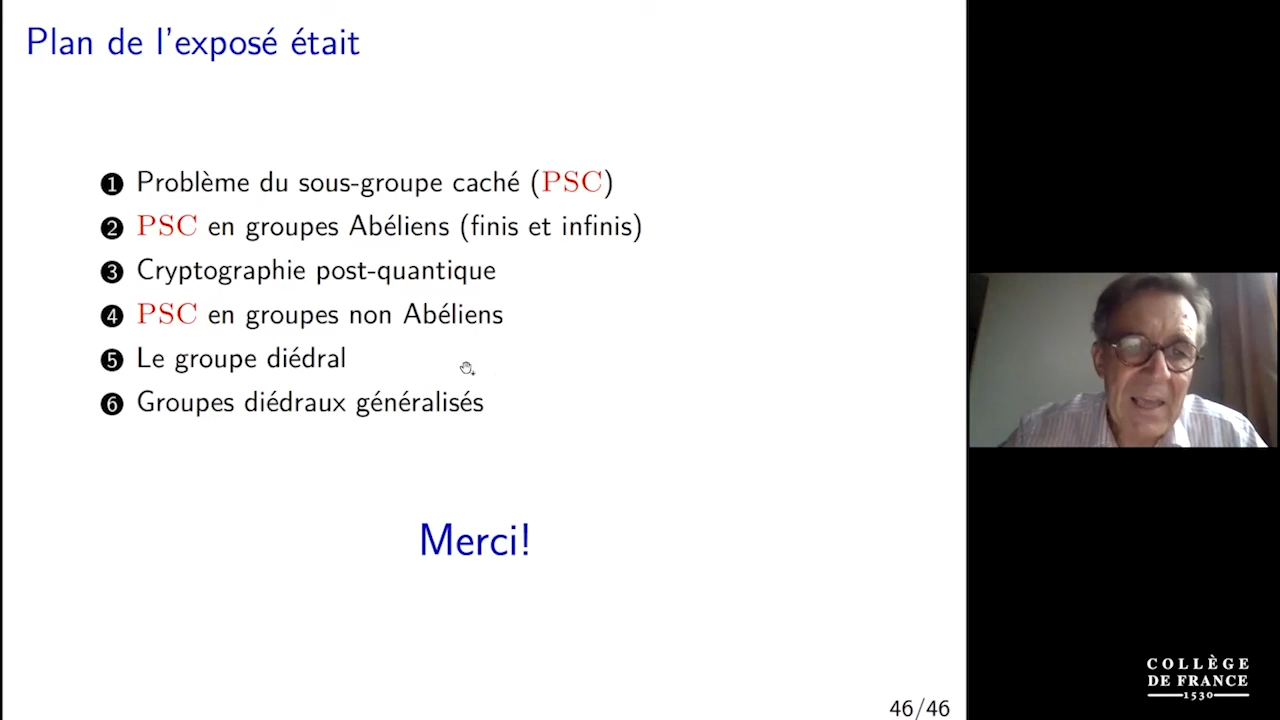 Plan de l'exposé était
❶ Problème du sous-groupe caché (PSC)
❷ PSC en groupes Abéliens (finis et infinis)
❸ Cryptographie post-quantique
❹ PSC en groupes non Abéliens
❺ Le groupe diédral
❻ Groupes diédraux généralisés
Merci!
46/46
COLLÈGE
DE FRANCE
1530